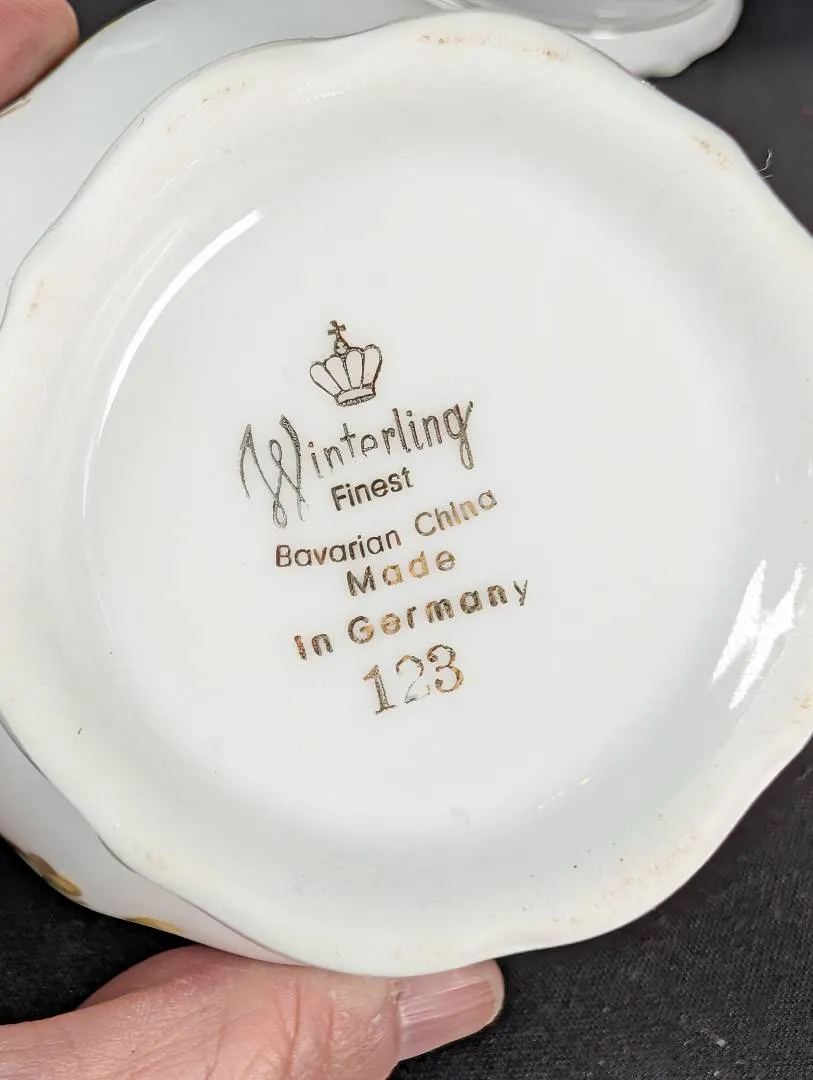 Winterling
Finest
Bavarian China
Made
In Germany
123